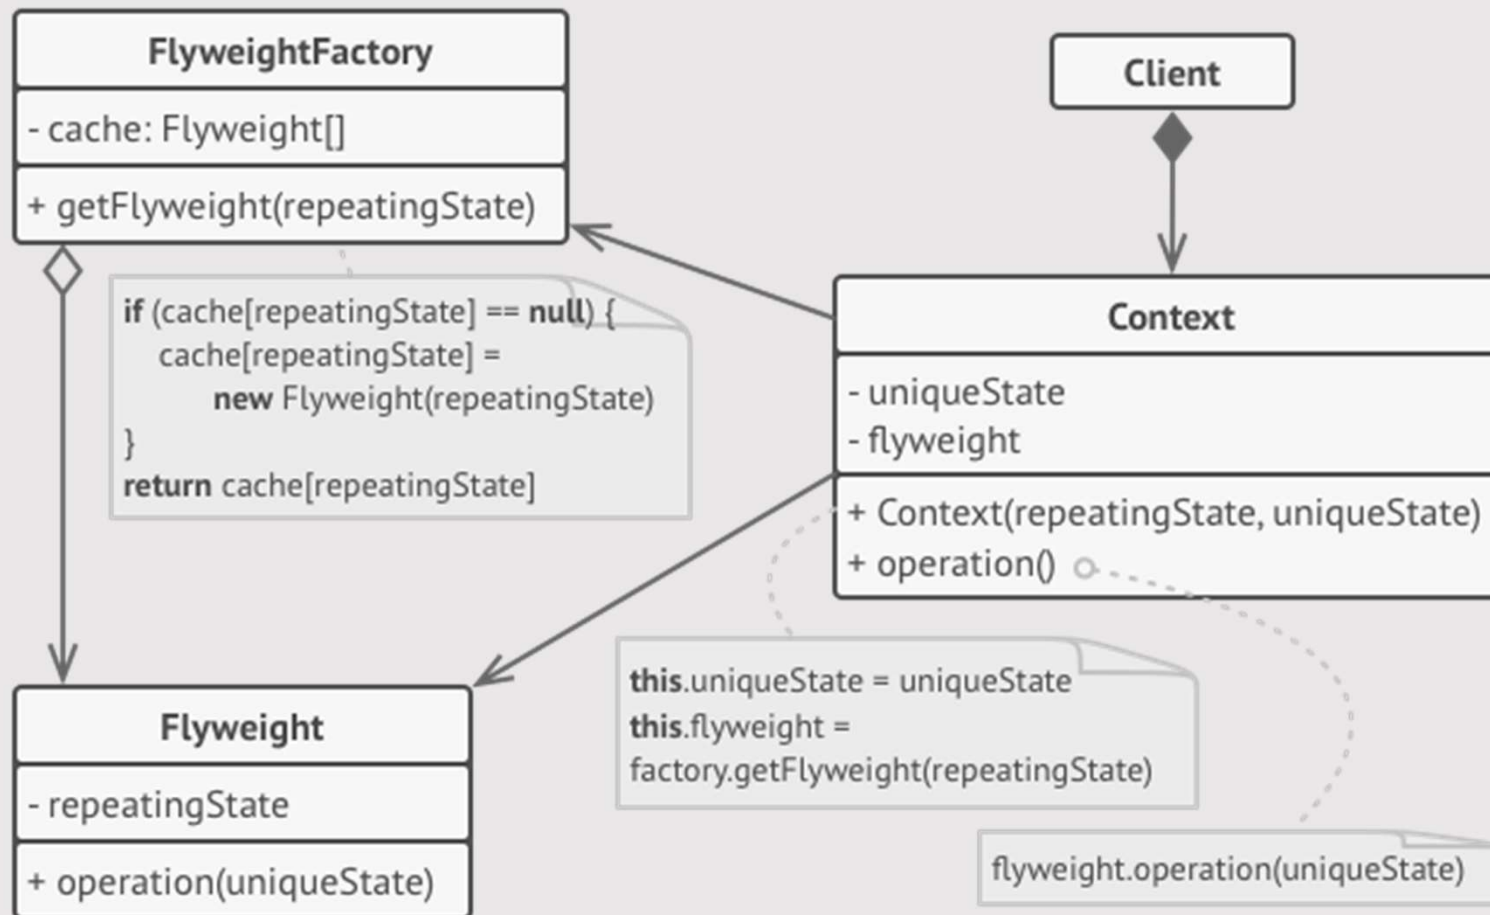 FlyweightFactory
- cache: Flyweight[]
+ getFlyweight(repeatingState)
if (cache[repeatingState] == null) {
cache[repeatingState] =
new Flyweight(repeatingState)
}
return cache[repeatingState]
Client
Context
- uniqueState
- flyweight
+ Context(repeatingState, uniqueState)
+ operation()
this.uniqueState = uniqueState
this.flyweight =
factory.getFlyweight(repeatingState)
flyweight.operation(uniqueState)
Flyweight
- repeatingState
+ operation(uniqueState)